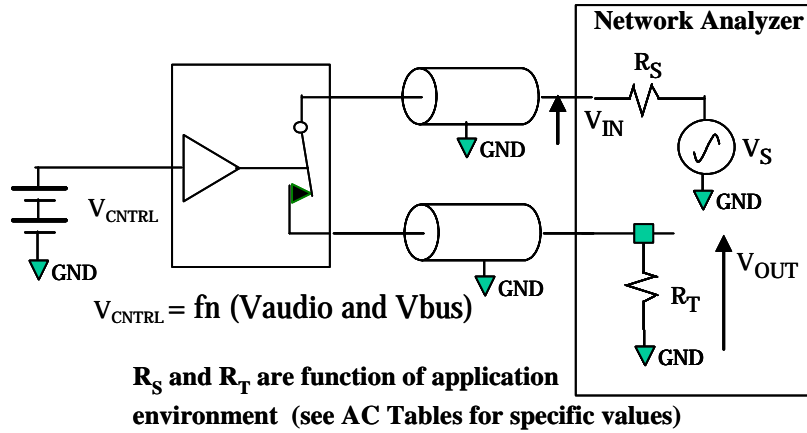 Network Analyzer
R_S
V_IN
GND
V_S
GND
V_CNTRL
GND
GND
V_OUT
R_T
V_CNTRL = fn (Vaudio and Vbus)
GND
R_S and R_T are function of application
environment (see AC Tables for specific values)